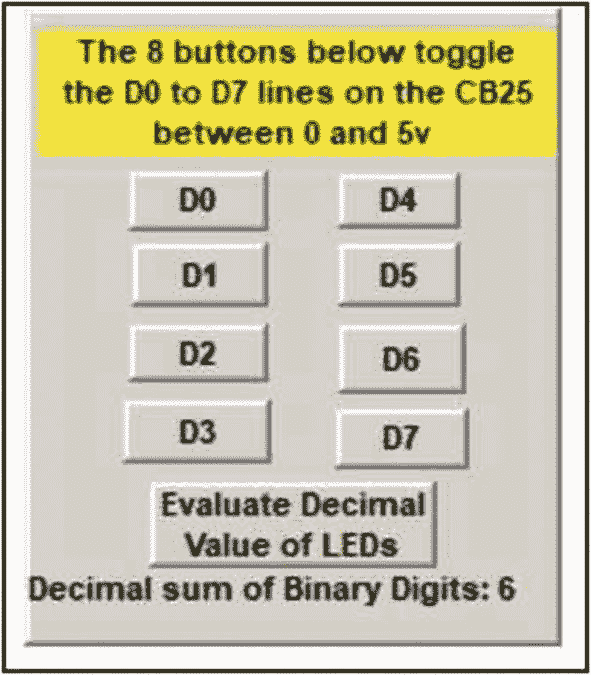 The 8 buttons below toggle
the D0 to D7 lines on the CB25
between 0 and 5v
D0
D4
D1
D5
D2
D6
D3
D7
Evaluate Decimal
Value of LEDs
Decimal sum of Binary Digits: 6